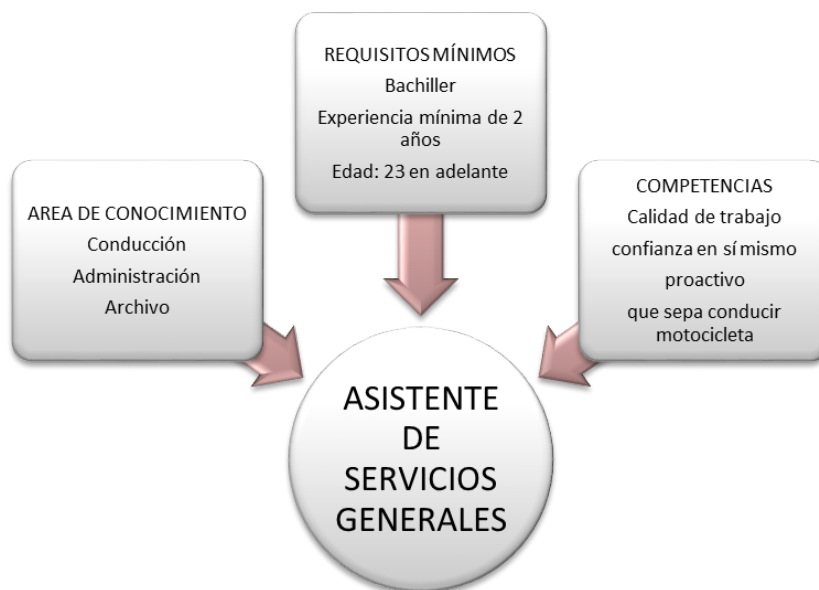 REQUISITOS MÍNIMOS
Bachiller
Experiencia mínima de 2
años
Edad: 23 en adelante
AREA DE CONOCIMIENTO
Conducción
Administración
Archivo
COMPETENCIAS
Calidad de trabajo
confianza en sí mismo
proactivo
que sepa conducir
motocicleta
ASISTENTE
DE
SERVICIOS
GENERALES